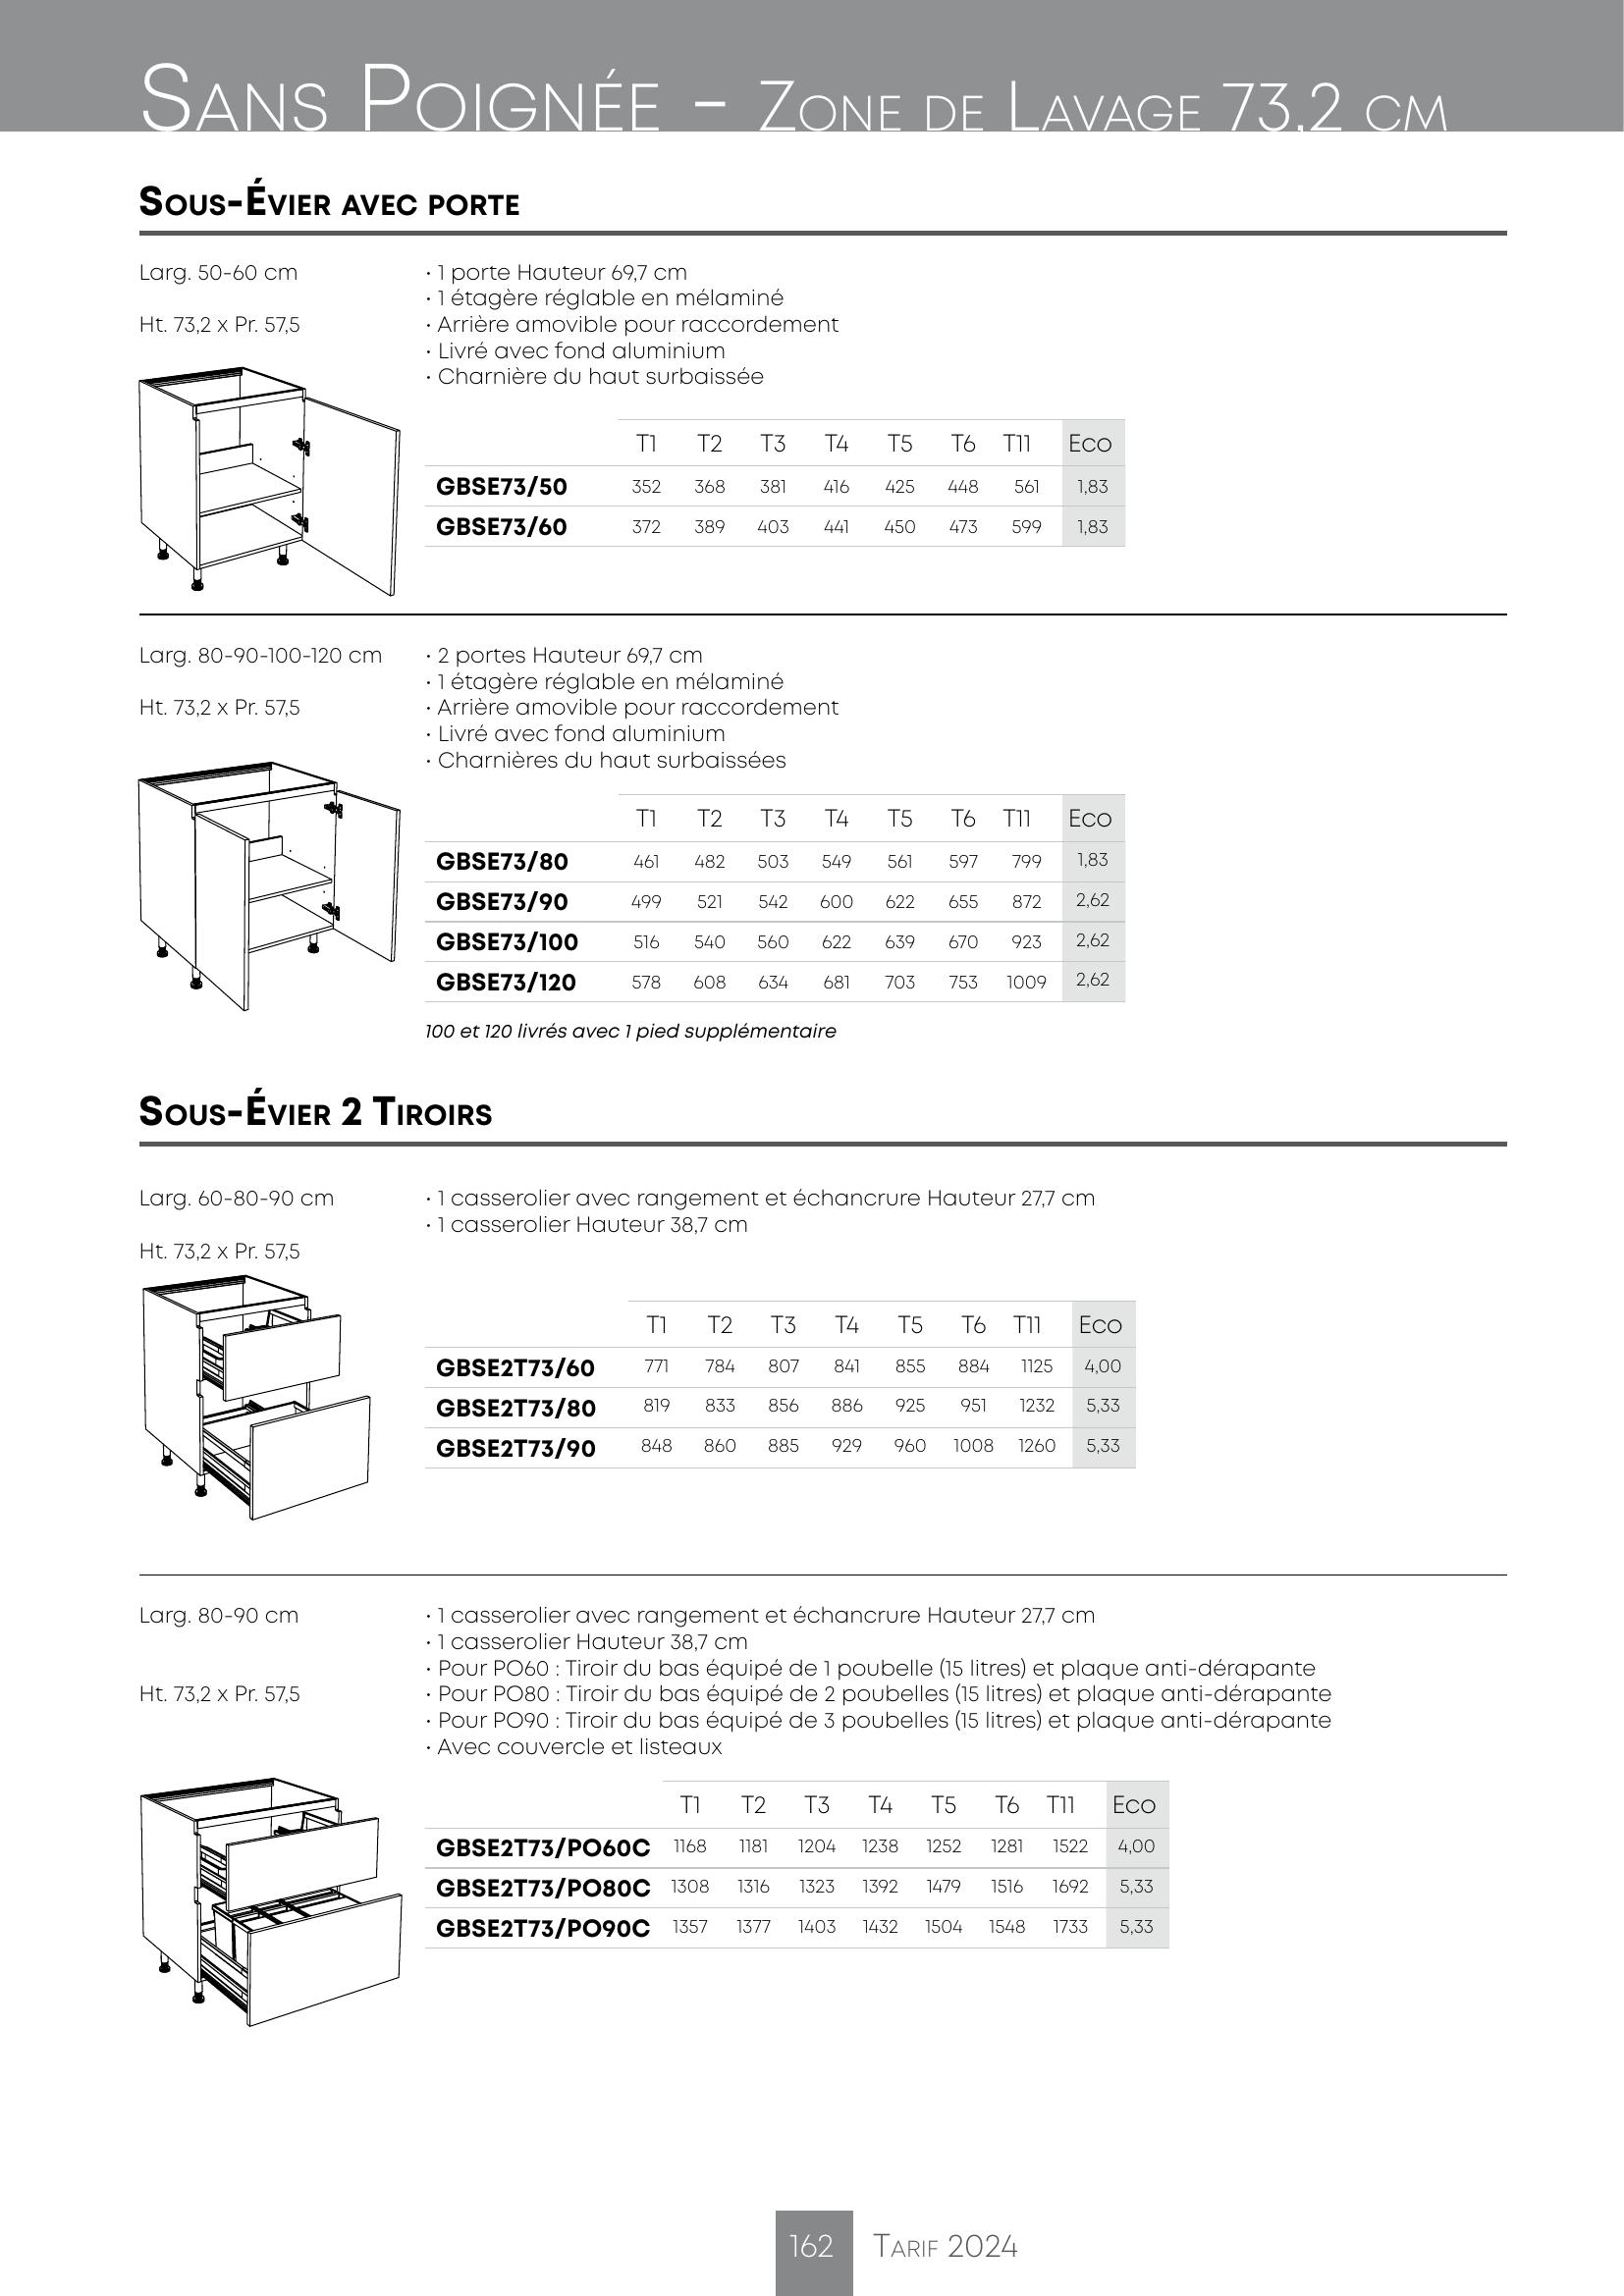 Sans Poignée - Zone de Lavage 73,2 cm
Sous-Évier avec porte
Larg. 50-60 cm
Ht. 73,2 x Pr. 57,5
• 1 porte Hauteur 69,7 cm
• 1 étagère réglable en mélaminé
• Arrière amovible pour raccordement
• Livré avec fond aluminium
• Charnière du haut surbaissée
T1 T2 T3 T4 T5 T6 T11 Eco
GBSE73/50 352 368 381 416 425 448 561 1,83
GBSE73/60 372 389 403 441 450 473 599 1,83
Larg. 80-90-100-120 cm
Ht. 73,2 x Pr. 57,5
• 2 portes Hauteur 69,7 cm
• 1 étagère réglable en mélaminé
• Arrière amovible pour raccordement
• Livré avec fond aluminium
• Charnières du haut surbaissées
T1 T2 T3 T4 T5 T6 T11 Eco
GBSE73/80 461 482 503 549 561 597 799 1,83
GBSE73/90 499 521 542 600 622 655 872 2,62
GBSE73/100 516 540 560 622 639 670 923 2,62
GBSE73/120 578 608 634 681 703 753 1009 2,62
100 et 120 livrés avec 1 pied supplémentaire
Sous-Évier 2 Tiroirs
Larg. 60-80-90 cm
Ht. 73,2 x Pr. 57,5
• 1 casserolier avec rangement et échancrure Hauteur 27,7 cm
• 1 casserolier Hauteur 38,7 cm
T1 T2 T3 T4 T5 T6 T11 Eco
GBSE2T73/60 771 784 807 841 855 884 1125 4,00
GBSE2T73/80 819 833 856 886 925 951 1232 5,33
GBSE2T73/90 848 860 885 929 960 1008 1260 5,33
Larg. 80-90 cm
Ht. 73,2 x Pr. 57,5
• 1 casserolier avec rangement et échancrure Hauteur 27,7 cm
• 1 casserolier Hauteur 38,7 cm
• Pour PO60 : Tiroir du bas équipé de 1 poubelle (15 litres) et plaque anti-dérapante
• Pour PO80 : Tiroir du bas équipé de 2 poubelles (15 litres) et plaque anti-dérapante
• Pour PO90 : Tiroir du bas équipé de 3 poubelles (15 litres) et plaque anti-dérapante
• Avec couvercle et listeaux
T1 T2 T3 T4 T5 T6 T11 Eco
GBSE2T73/PO60C 1168 1181 1204 1238 1252 1281 1522 4,00
GBSE2T73/PO80C 1308 1316 1323 1392 1479 1516 1692 5,33
GBSE2T73/PO90C 1357 1377 1403 1432 1504 1548 1733 5,33
162 Tarif 2024